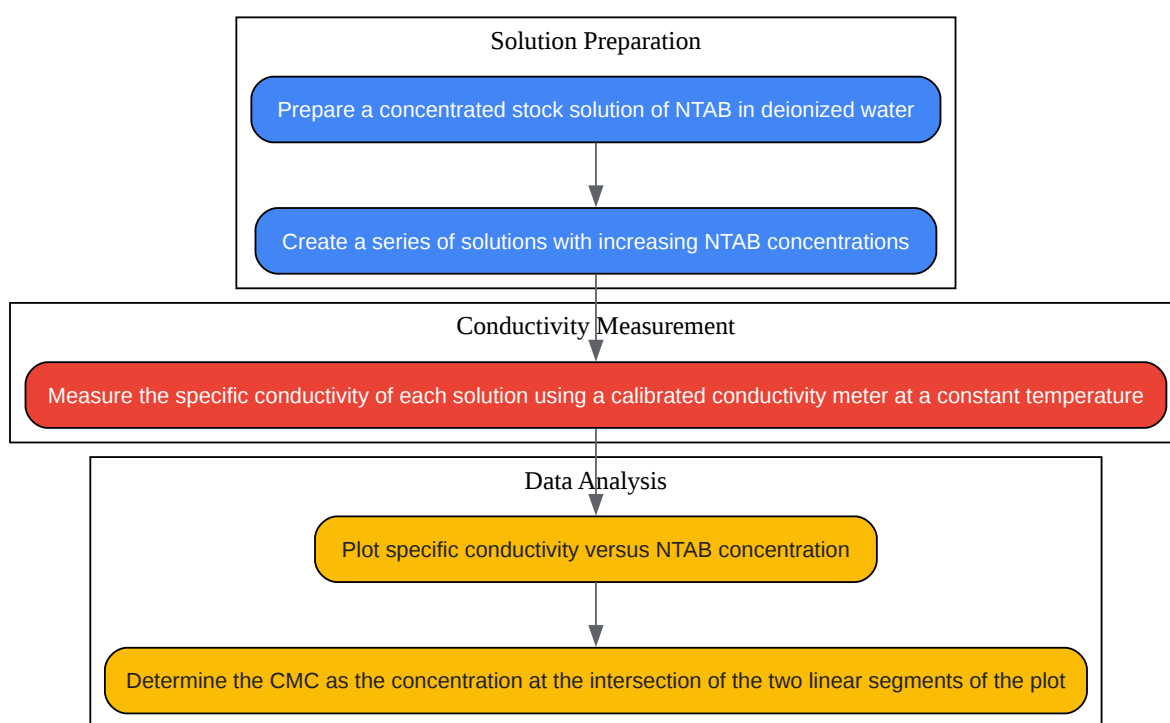 Solution Preparation
Prepare a concentrated stock solution of NTAB in deionized water
Create a series of solutions with increasing NTAB concentrations
Conductivity Measurement
Measure the specific conductivity of each solution using a calibrated conductivity meter at a constant temperature
Data Analysis
Plot specific conductivity versus NTAB concentration
Determine the CMC as the concentration at the intersection of the two linear segments of the plot